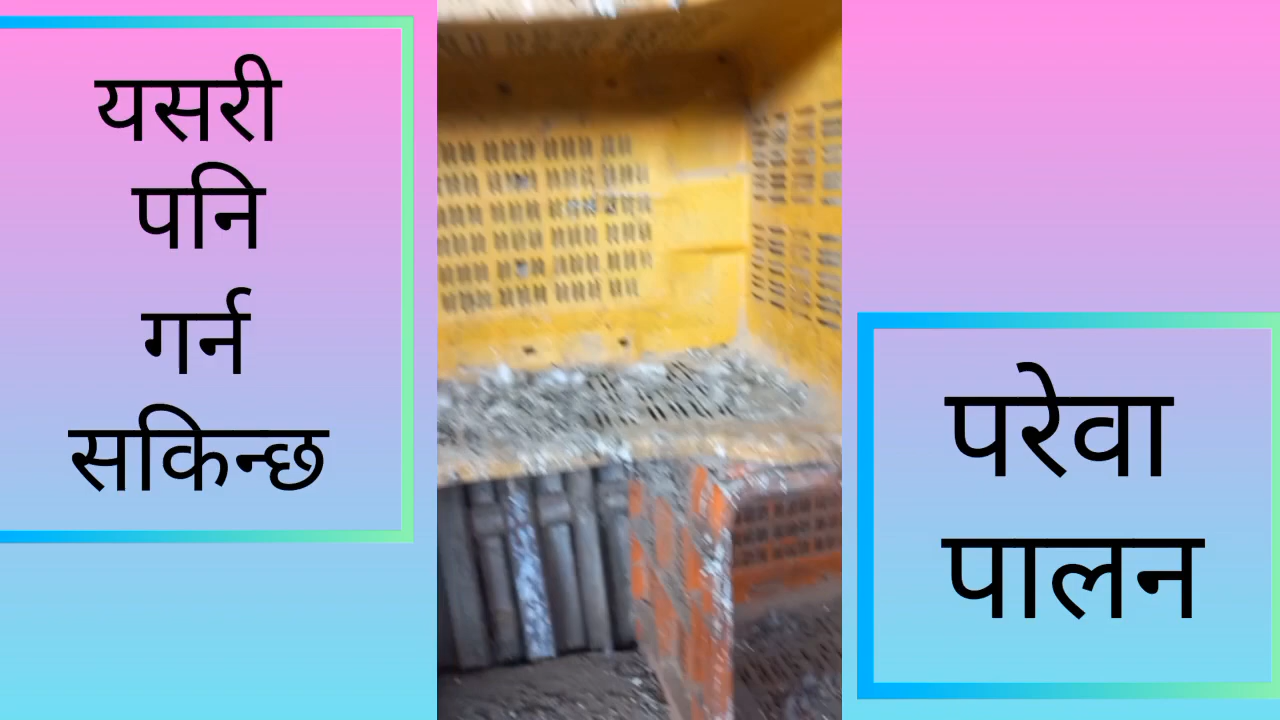 यसरी
पनि
गर्न
सकिन्छ
परेवा
पालन